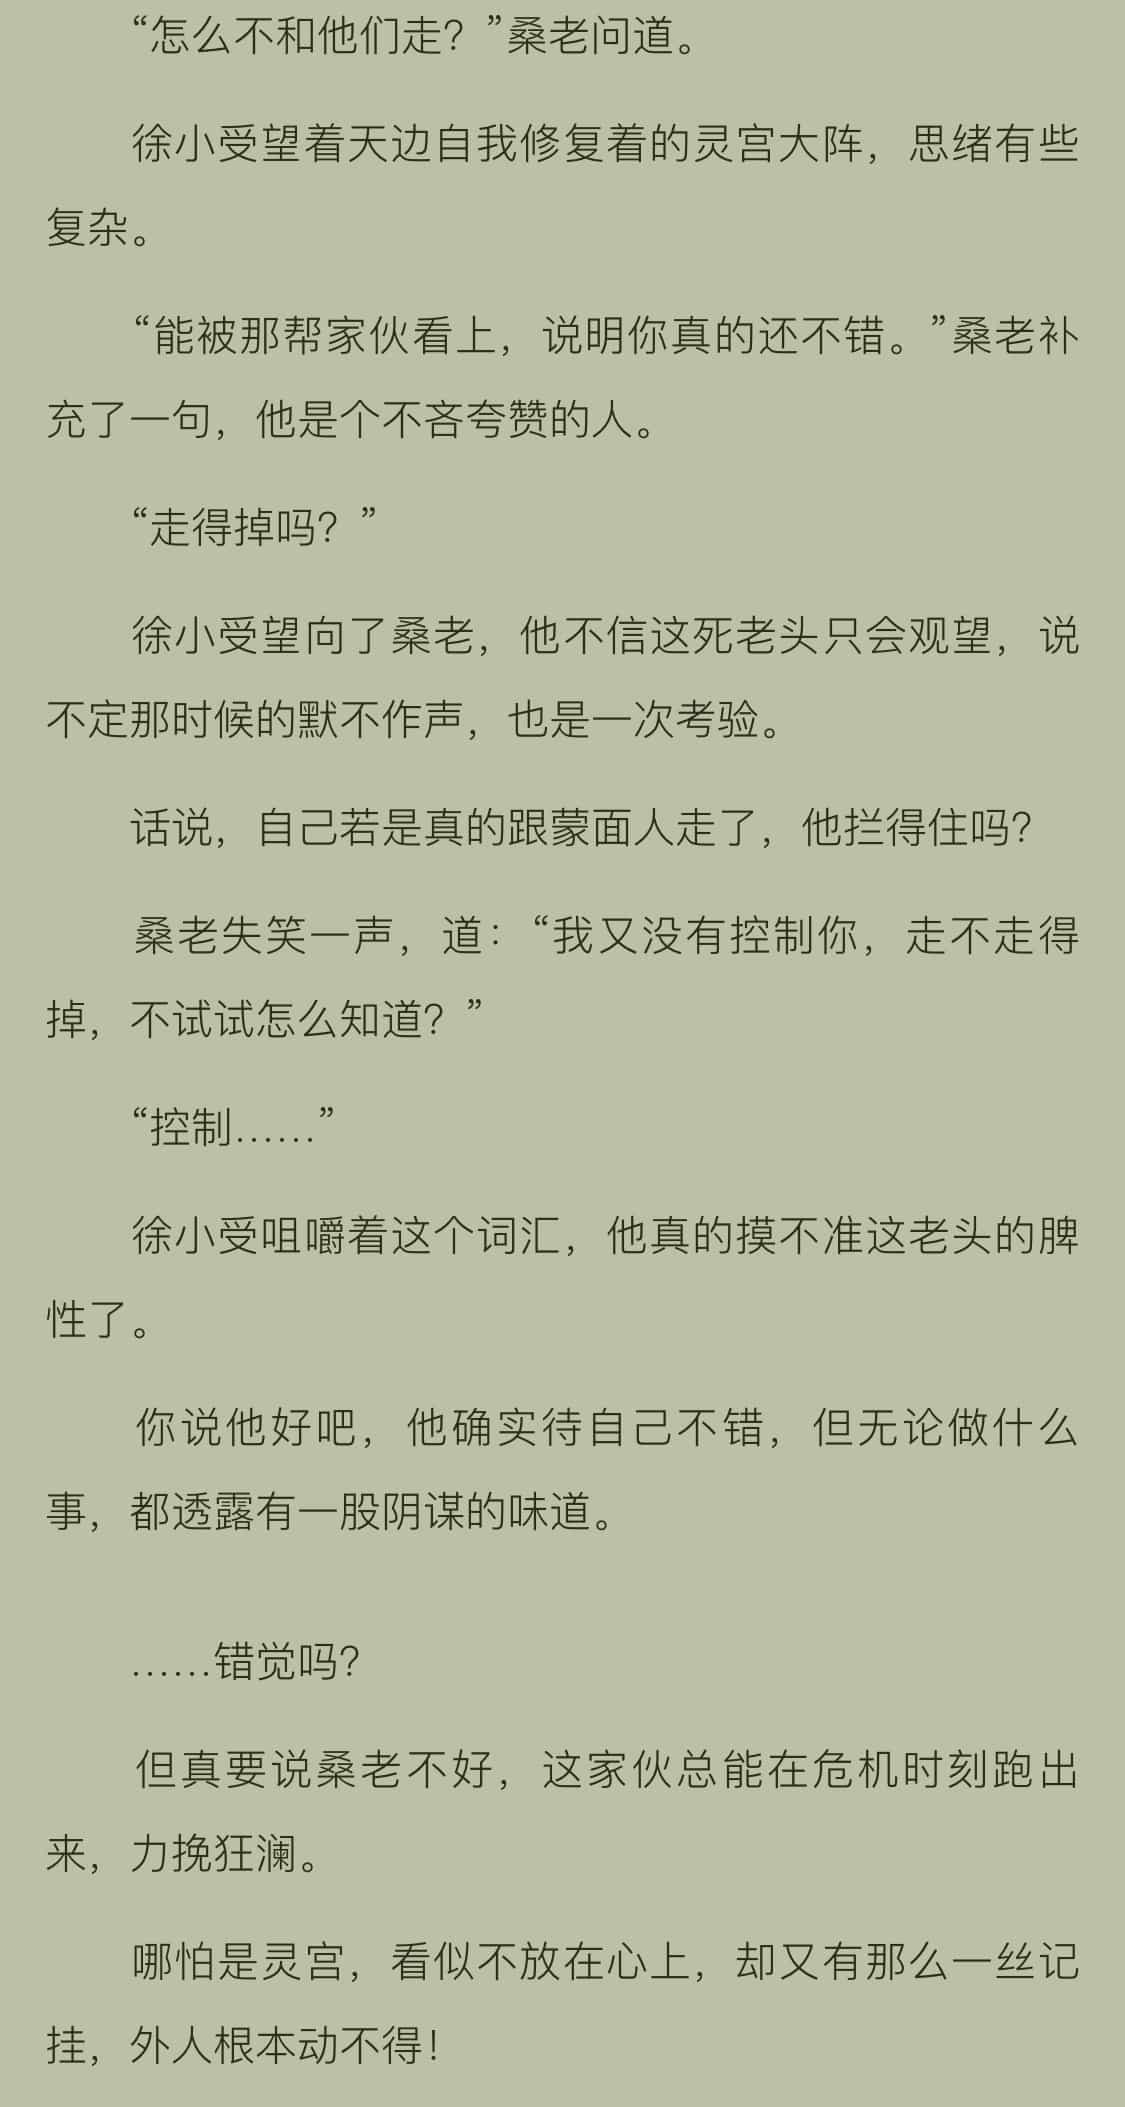 “怎么不和他们走？”桑老问道。
徐小受望着天边自我修复着的灵宫大阵，思绪有些
复杂。
“能被那帮家伙看上，说明你真的还不错。”桑老补
充了一句，他是个不吝夸赞的人。
“走得掉吗？”
徐小受望向了桑老，他不信这死老头只会观望，说
不定那时候的默不作声，也是一次考验。
话说，自己若是真的跟蒙面人走了，他拦得住吗？
桑老失笑一声，道：“我又没有控制你，走不走得
掉，不试试怎么知道？”
“控制……”
徐小受咀嚼着这个词汇，他真的摸不准这老头的脾
性了。
你说他好吧，他确实待自己不错，但无论做什么
事，都透露有一股阴谋的味道。
……错觉吗？
但真要说桑老不好，这家伙总能在危机时刻跑出
来，力挽狂澜。
哪怕是灵宫，看似不放在心上，却又有那么一丝记
挂，外人根本动不得！